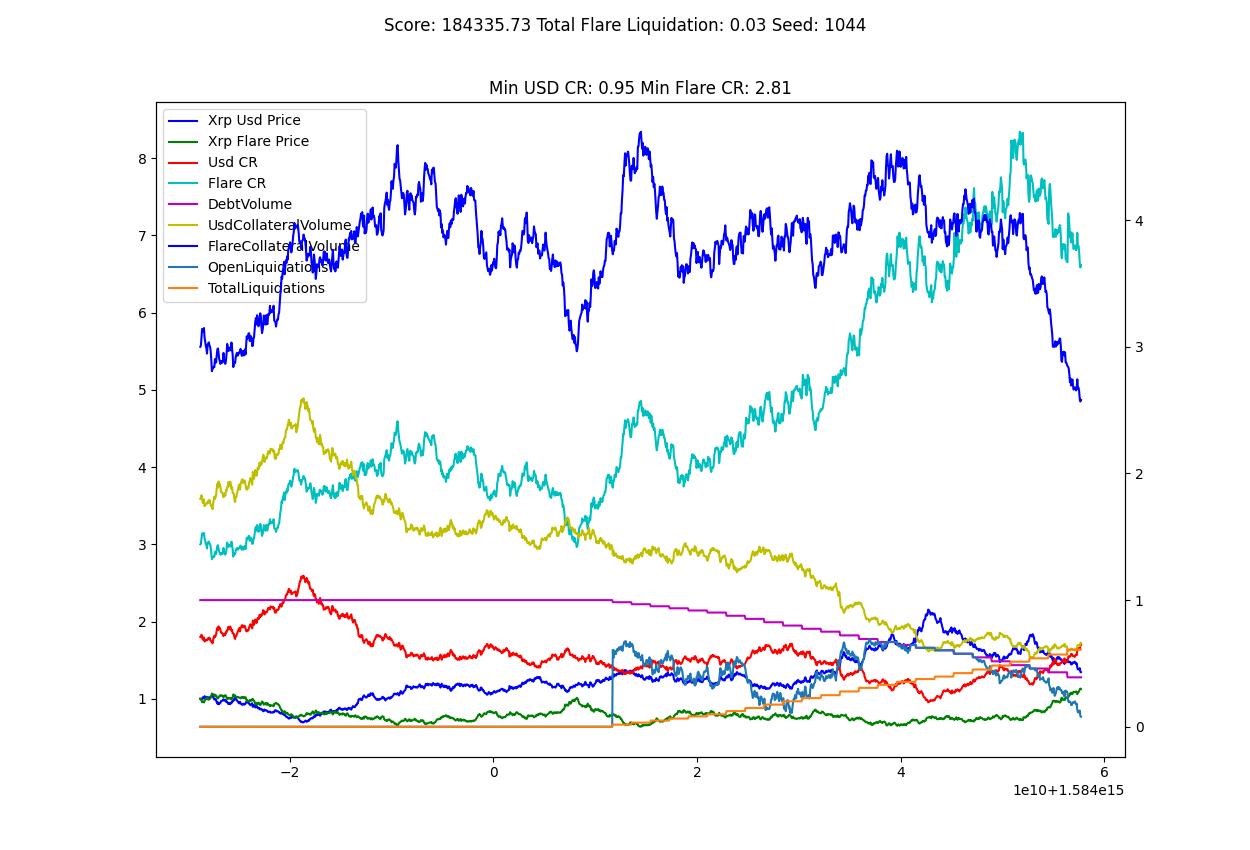 Score: 184335.73 Total Flare Liquidation: 0.03 Seed: 1044
Min USD CR: 0.95 Min Flare CR: 2.81
Xrp Usd Price
Xrp Flare Price
Usd CR
Flare CR
DebtVolume
UsdCollateralVolume
FlareCollateralVolume
OpenLiquidations
TotalLiquidations
8
7
6
5
4
3
2
1
4
3
2
1
0
−2
0
2
4
6
1e10+1.584e15